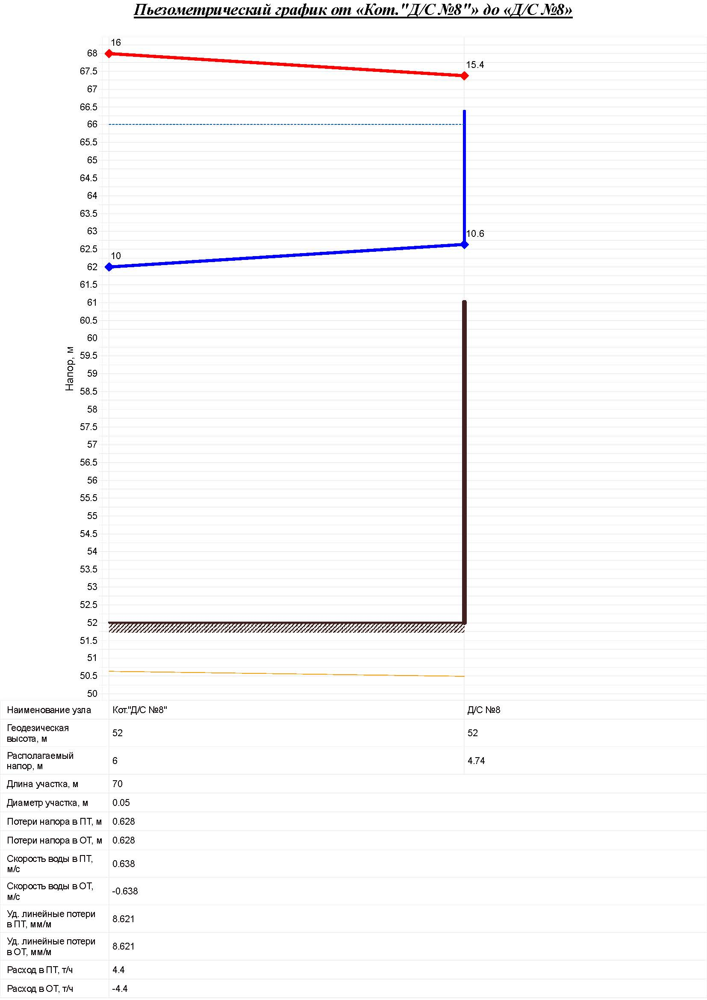 Пьезометрический график от «Кот."Д/С №8"» до «Д/С №8»
16
68
15.4
67.5
67
66.5
66
65.5
65
64.5
64
63.5
63
10.6
62.5
10
62
61.5
61
60.5
60
Напор, м
59.5
59
58.5
58
57.5
57
56.5
56
55.5
55
54.5
54
53.5
53
52.5
52
51.5
51
50.5
50
Наименование узла Кот."Д/С №8" Д/С №8
Геодезическая
высота, м 52 52
Располагаемый
напор, м 6 4.74
Длина участка, м 70
Диаметр участка, м 0.05
Потери напора в ПТ, м 0.628
Потери напора в ОТ, м 0.628
Скорость воды в ПТ,
м/с 0.638
Скорость воды в ОТ,
м/с -0.638
Уд. линейные потери
в ПТ, мм/м 8.621
Уд. линейные потери
в ОТ, мм/м 8.621
Расход в ПТ, т/ч 4.4
Расход в ОТ, т/ч -4.4